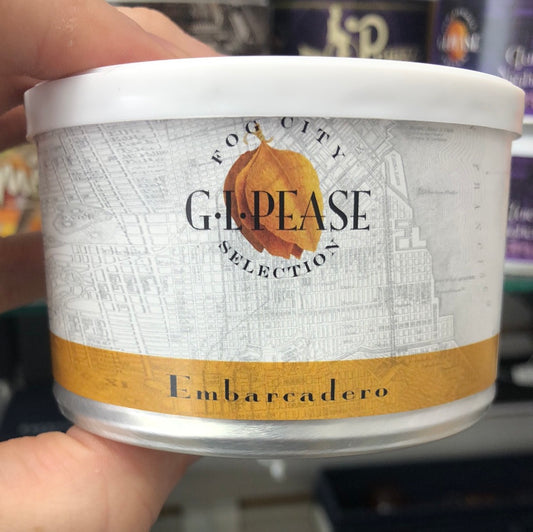 FOG CITY
G·L·PEASE
SELECTION
Embarcadero